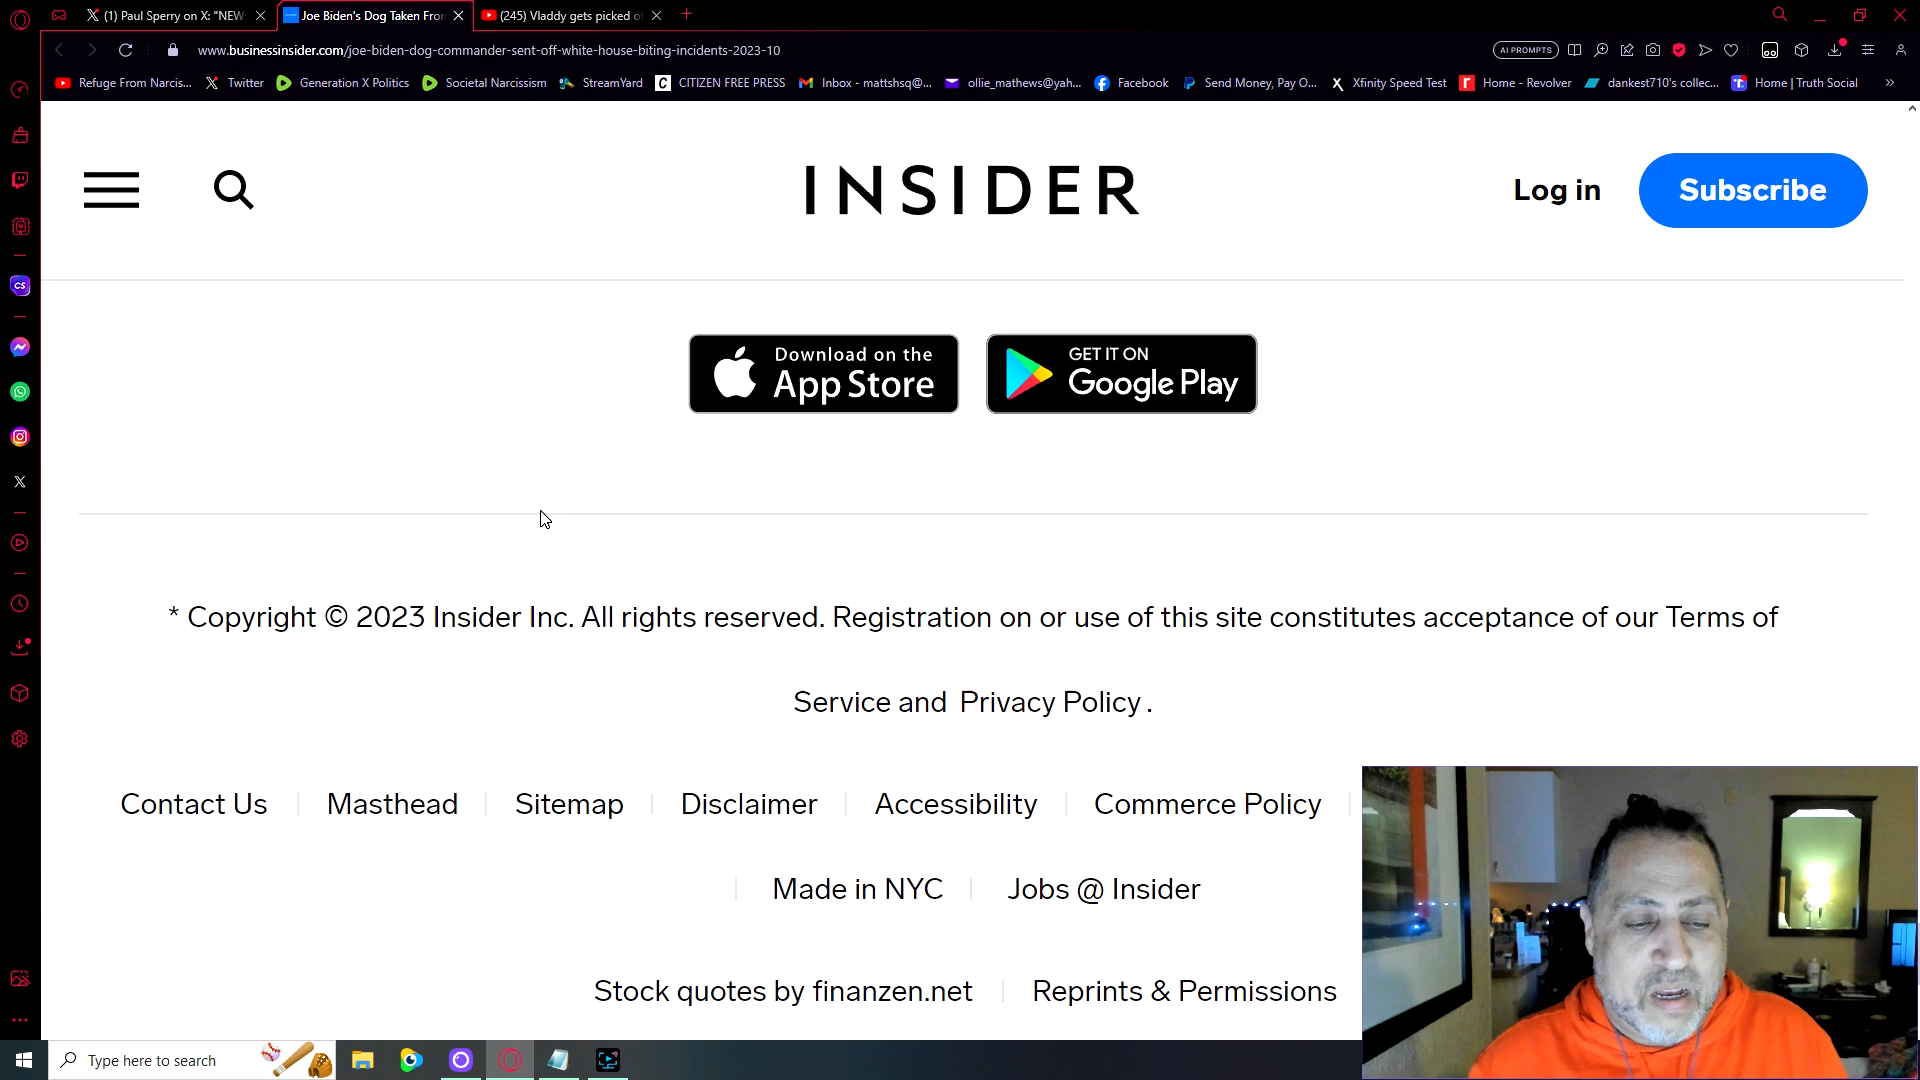 (1) Paul Sperry on X: "NEW
Joe Biden's Dog Taken From
(245) Vladdy gets picked o
www.businessinsider.com/joe-biden-dog-commander-sent-off-white-house-biting-incidents-2023-10
AI PROMPTS
Refuge From Narcis... Twitter Generation X Politics Societal Narcissism StreamYard CITIZEN FREE PRESS Inbox - mattshsq@... ollie_mathews@yah... Facebook Send Money, Pay O... Xfinity Speed Test Home - Revolver dankest710's collec... Home | Truth Social »
INSIDER
Log in
Subscribe
Download on the
App Store
GET IT ON
Google Play
* Copyright © 2023 Insider Inc. All rights reserved. Registration on or use of this site constitutes acceptance of our Terms of
Service and Privacy Policy .
Contact Us Masthead Sitemap Disclaimer Accessibility Commerce Policy
Made in NYC Jobs @ Insider
Stock quotes by finanzen.net Reprints & Permissions
Type here to search